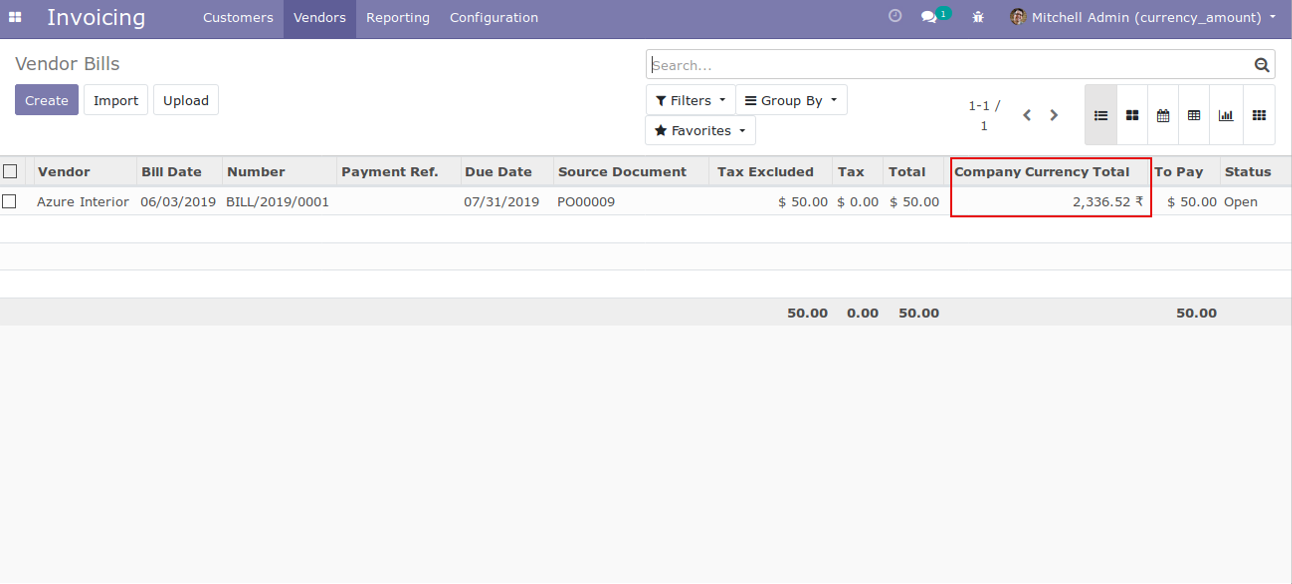 Invoicing Customers Vendors Reporting Configuration 1 Mitchell Admin (currency_amount)
Vendor Bills
Search...
Create Import Upload
Filters Group By
Favorites
1-1 /
1
Vendor Bill Date Number Payment Ref. Due Date Source Document Tax Excluded Tax Total Company Currency Total To Pay Status
Azure Interior 06/03/2019 BILL/2019/0001 07/31/2019 PO00009 $ 50.00 $ 0.00 $ 50.00 2,336.52 ₹ $ 50.00 Open
50.00 0.00 50.00 50.00